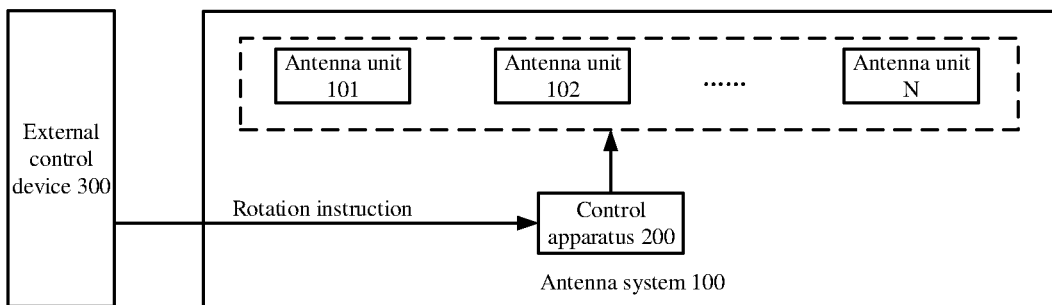 External
control
device 300
Antenna unit
101
Antenna unit
102
......
Antenna unit
N
Rotation instruction
Control
apparatus 200
Antenna system 100